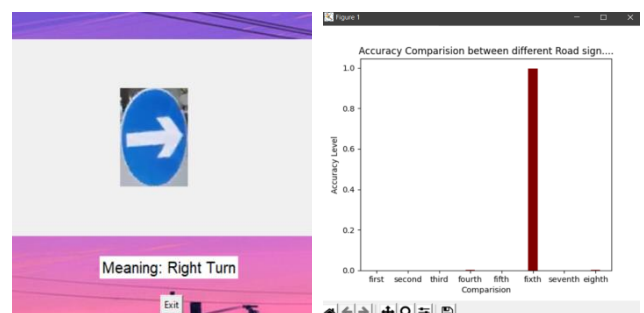 Meaning: Right Turn
Exit
Figure 1
Accuracy Comparision between different Road sign....
Accuracy Level
1.0
0.8
0.6
0.4
0.2
0.0
first second third fourth fifth fixth seventh eighth
Comparision